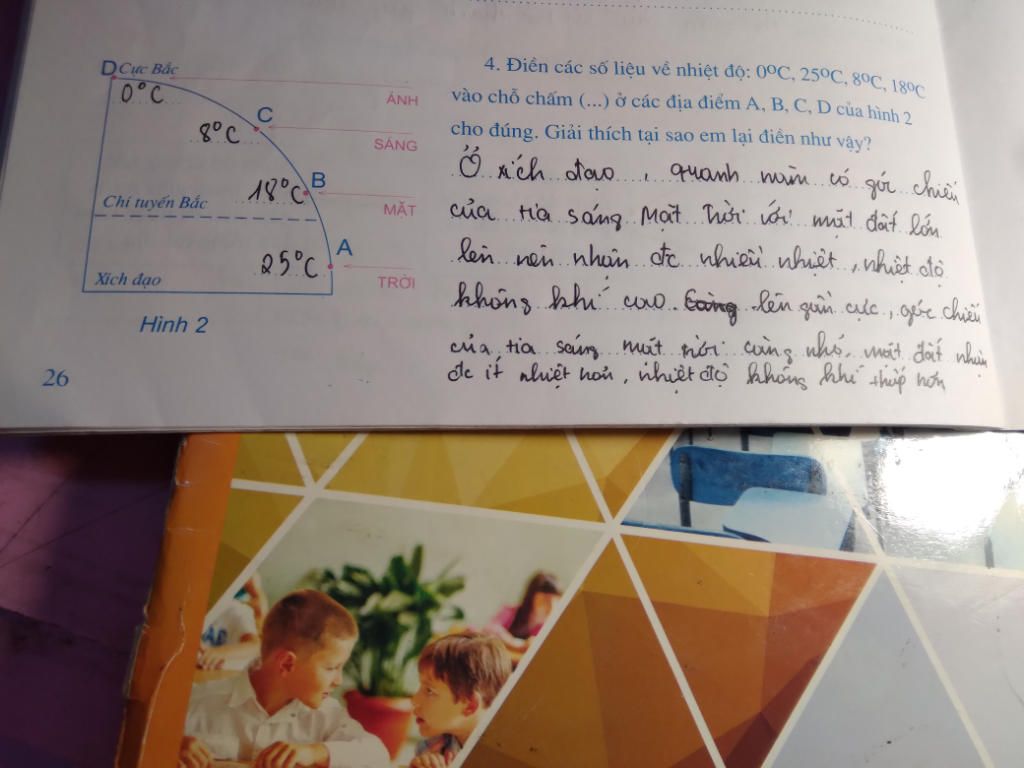 D Cực Bắc
0°C
ÁNH
C
8°C
SÁNG
B
18°C
Chí tuyến Bắc
MẶT
A
25°C
TRỜI
Xích đạo
Hình 2
26
4. Điền các số liệu về nhiệt độ: 0ºC, 25ºC, 8ºC, 18ºC
vào chỗ chấm (...) ở các địa điểm A, B, C, D của hình 2
cho đúng. Giải thích tại sao em lại điền như vậy?
Ở xích đạo, quanh năm có góc chiếu
của tia sáng Mặt Trời với mặt đất lớn
lên nên nhận đc nhiều nhiệt, nhiệt độ
không khí cao. Càng lên gần cực, góc chiếu
của tia sáng mặt trời càng nhỏ, mặt đất nhận
đc ít nhiệt hơn, nhiệt độ không khí thấp hơn